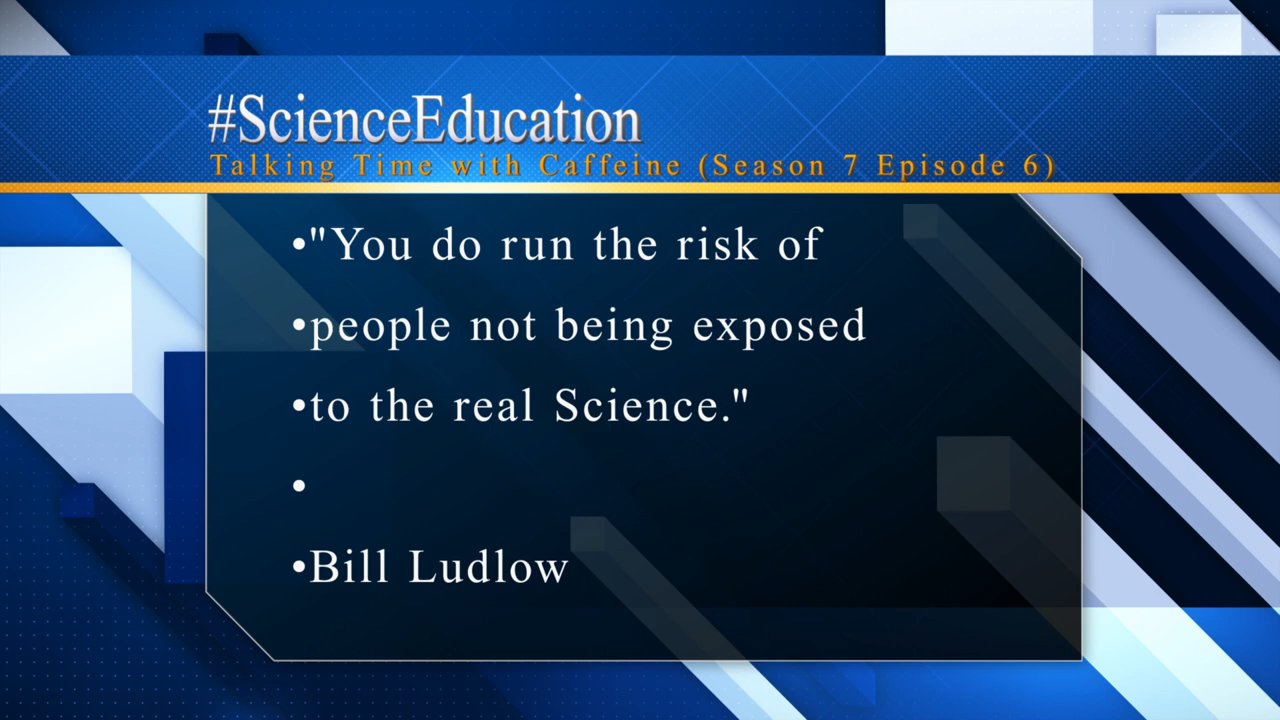 #ScienceEducation
Talking Time with Caffeine (Season 7 Episode 6)
•"You do run the risk of
•people not being exposed
•to the real Science."
•
•Bill Ludlow